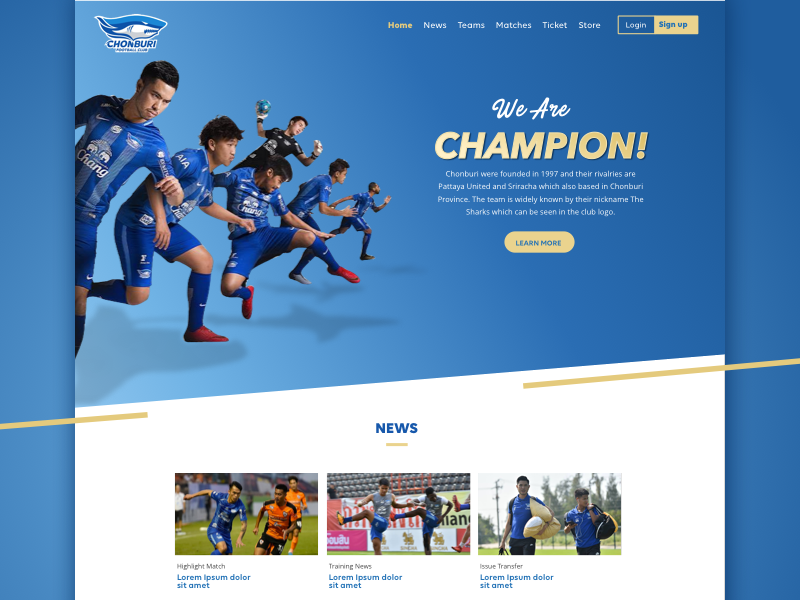 CHONBURI
FOOTBALL CLUB
Home News Teams Matches Ticket Store Login Sign up
We Are
CHAMPION!
Chonburi were founded in 1997 and their rivalries are
Pattaya United and Sriracha which also based in Chonburi
Province. The team is widely known by their nickname The
Sharks which can be seen in the club logo.
LEARN MORE
Chang
AIA
Chang
NEWS
Highlight Match
Lorem Ipsum dolor
sit amet
Training News
Lorem Ipsum dolor
sit amet
Issue Transfer
Lorem Ipsum dolor
sit amet